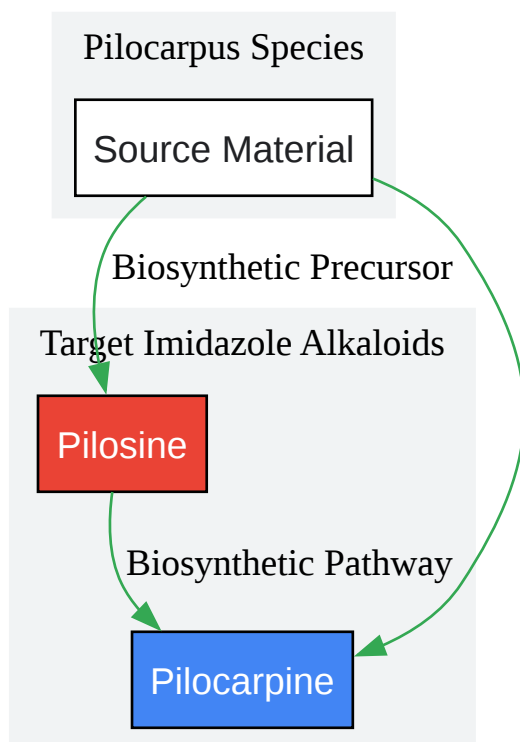 Pilocarpus Species
Source Material
Biosynthetic Precursor
Target Imidazole Alkaloids
Pilosine
Biosynthetic Pathway
Pilocarpine